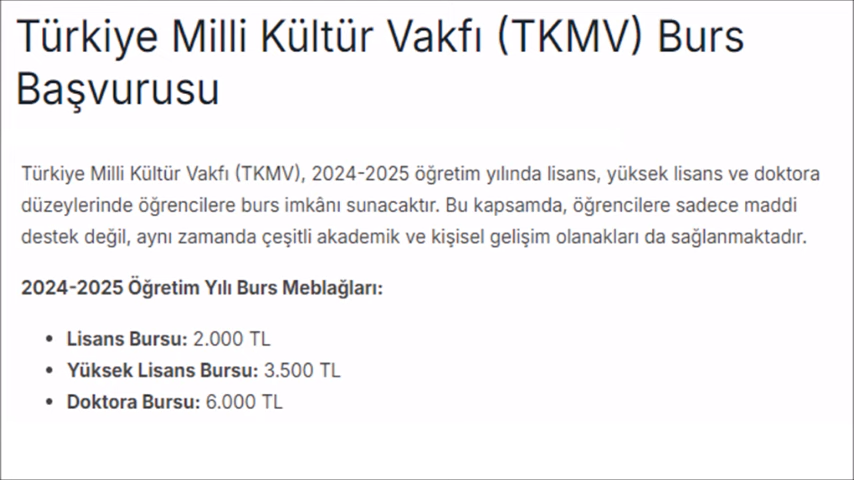 Türkiye Milli Kültür Vakfı (TKMV) Burs
Başvurusu
Türkiye Milli Kültür Vakfı (TKMV), 2024-2025 öğretim yılında lisans, yüksek lisans ve doktora
düzeylerinde öğrencilere burs imkânı sunacaktır. Bu kapsamda, öğrencilere sadece maddi
destek değil, aynı zamanda çeşitli akademik ve kişisel gelişim olanakları da sağlanmaktadır.
2024-2025 Öğretim Yılı Burs Meblağları:
• Lisans Bursu: 2.000 TL
• Yüksek Lisans Bursu: 3.500 TL
• Doktora Bursu: 6.000 TL